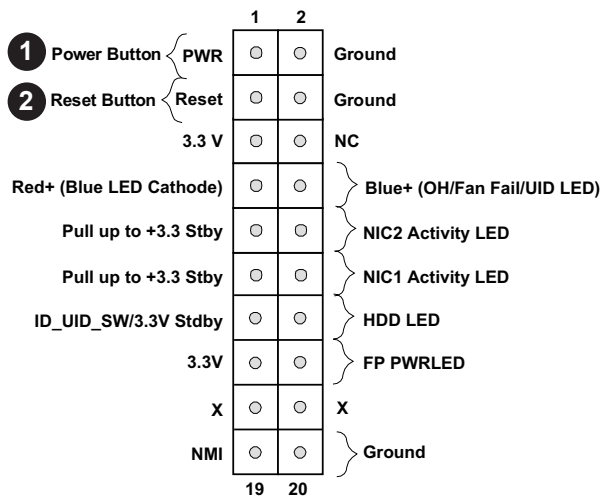 1 2
1 Power Button PWR Ground
2 Reset Button Reset Ground
3.3 V NC
Red+ (Blue LED Cathode) Blue+ (OH/Fan Fail/UID LED)
Pull up to +3.3 Stby NIC2 Activity LED
Pull up to +3.3 Stby NIC1 Activity LED
ID_UID_SW/3.3V Stdby HDD LED
3.3V FP PWRLED
X X
NMI Ground
19 20